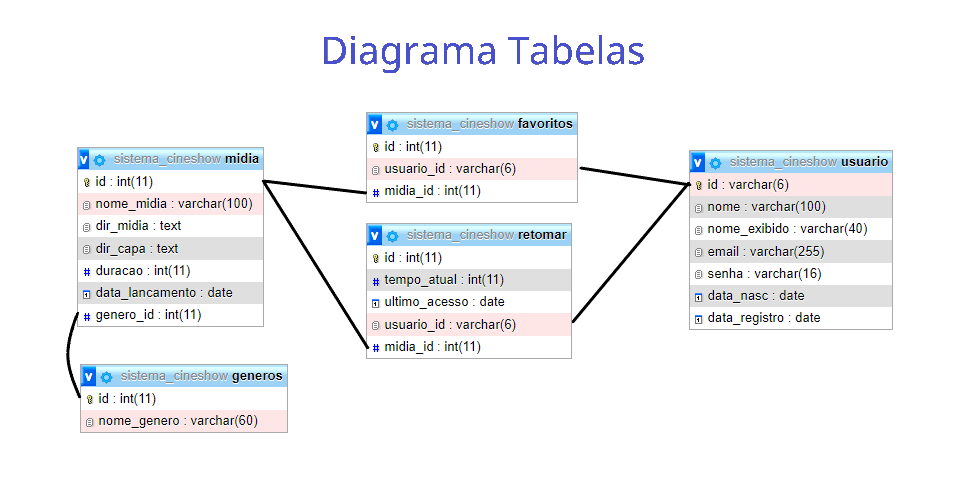 Diagrama Tabelas
v sistema_cineshow midia
id : int(11)
nome_midia : varchar(100)
dir_midia : text
dir_capa : text
# duracao : int(11)
data_lancamento : date
# genero_id : int(11)
v sistema_cineshow generos
id : int(11)
nome_genero : varchar(60)
v sistema_cineshow favoritos
id : int(11)
usuario_id : varchar(6)
# midia_id : int(11)
v sistema_cineshow retomar
id : int(11)
# tempo_atual : int(11)
ultimo_acesso : date
usuario_id : varchar(6)
# midia_id : int(11)
v sistema_cineshow usuario
id : varchar(6)
nome : varchar(100)
nome_exibido : varchar(40)
email : varchar(255)
senha : varchar(16)
data_nasc : date
data_registro : date